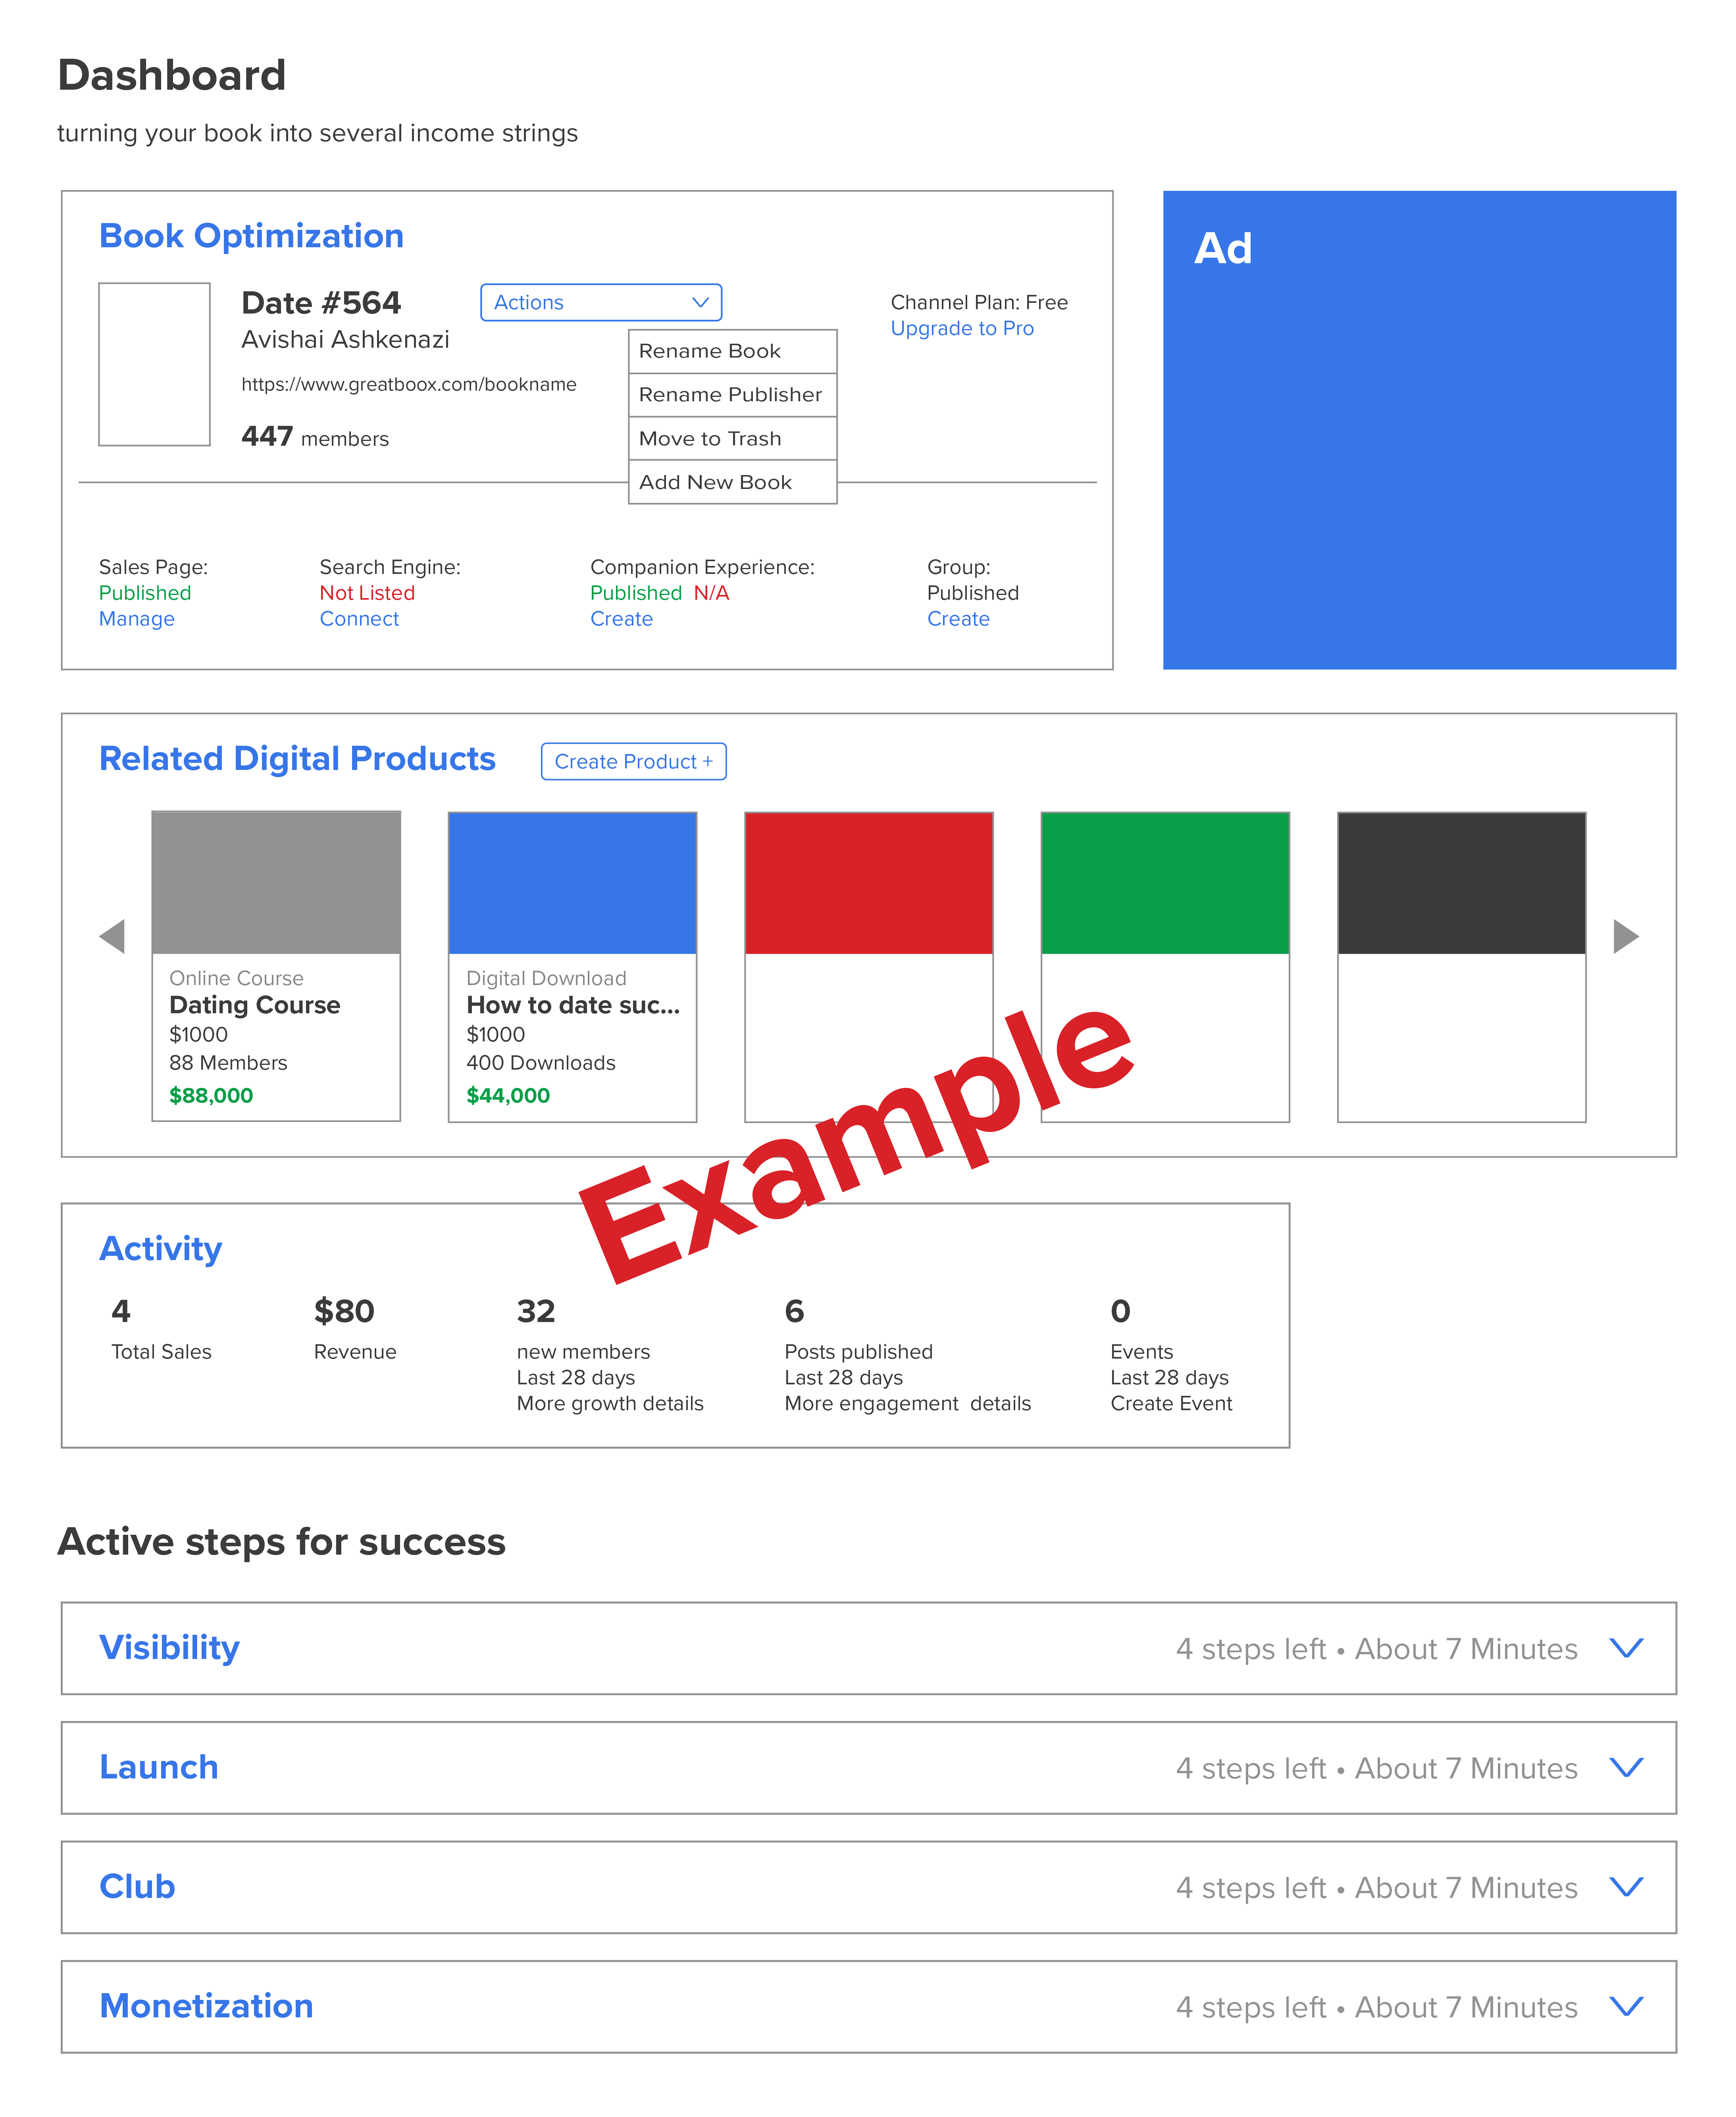 Dashboard
turning your book into several income strings
Book Optimization
Date #564
Avishai Ashkenazi
https://www.greatboox.com/bookname
447 members
Actions
Rename Book
Rename Publisher
Move to Trash
Add New Book
Channel Plan: Free
Upgrade to Pro
Sales Page:
Published
Manage
Search Engine:
Not Listed
Connect
Companion Experience:
Published N/A
Create
Group:
Published
Create
Ad
Related Digital Products
Create Product +
Online Course
Dating Course
$1000
88 Members
$88,000
Digital Download
How to date suc...
$1000
400 Downloads
$44,000
Example
Activity
4
Total Sales
$80
Revenue
32
new members
Last 28 days
More growth details
6
Posts published
Last 28 days
More engagement details
0
Events
Last 28 days
Create Event
Active steps for success
Visibility
4 steps left • About 7 Minutes
Launch
4 steps left • About 7 Minutes
Club
4 steps left • About 7 Minutes
Monetization
4 steps left • About 7 Minutes